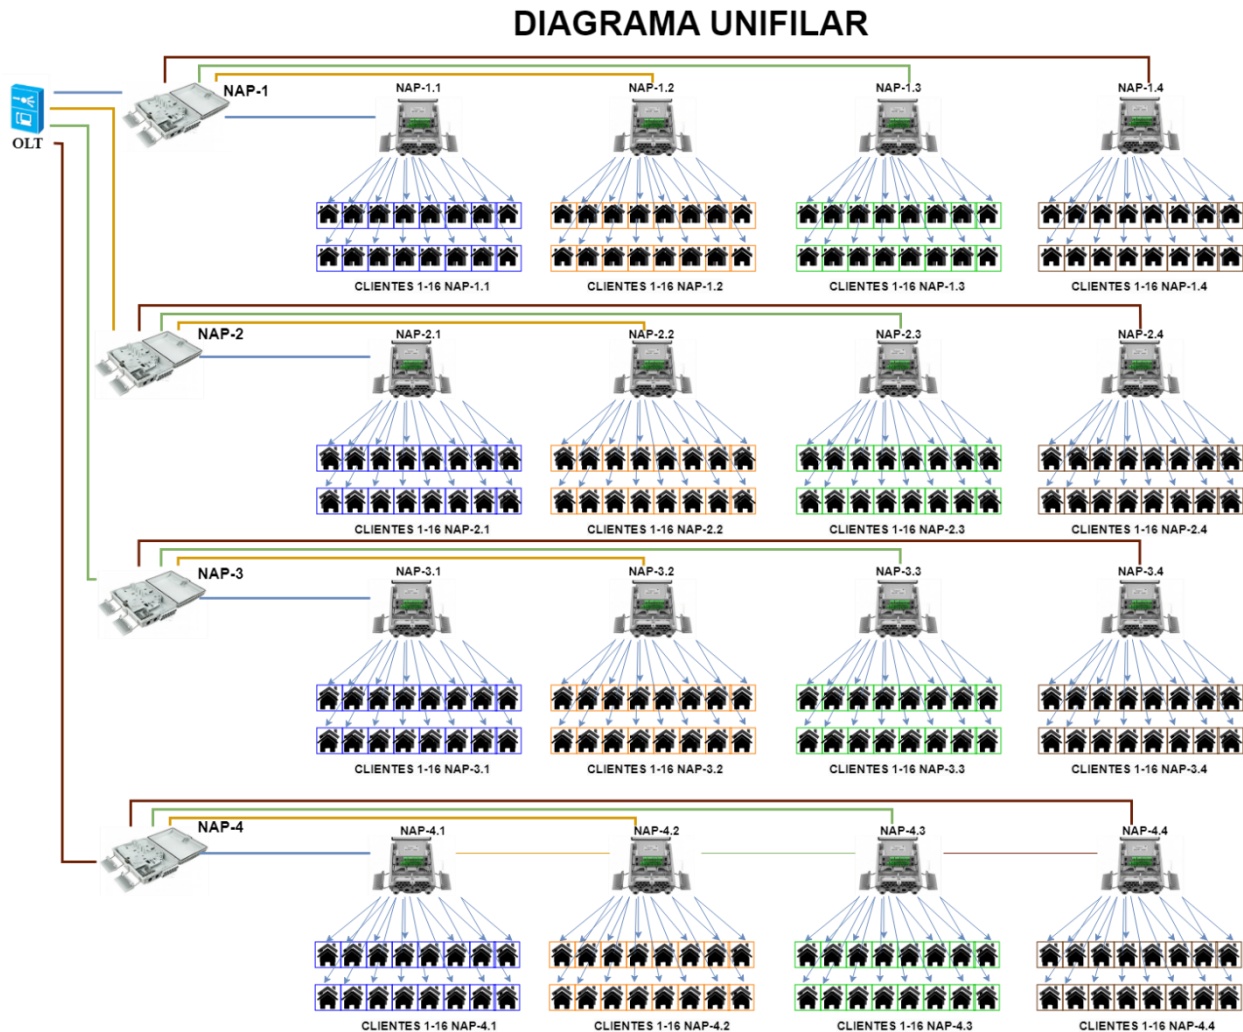 DIAGRAMA UNIFILAR
OLT
NAP-1
NAP-1.1
NAP-1.2
NAP-1.3
NAP-1.4
CLIENTES 1-16 NAP-1.1
CLIENTES 1-16 NAP-1.2
CLIENTES 1-16 NAP-1.3
CLIENTES 1-16 NAP-1.4
NAP-2
NAP-2.1
NAP-2.2
NAP-2.3
NAP-2.4
CLIENTES 1-16 NAP-2.1
CLIENTES 1-16 NAP-2.2
CLIENTES 1-16 NAP-2.3
CLIENTES 1-16 NAP-2.4
NAP-3
NAP-3.1
NAP-3.2
NAP-3.3
NAP-3.4
CLIENTES 1-16 NAP-3.1
CLIENTES 1-16 NAP-3.2
CLIENTES 1-16 NAP-3.3
CLIENTES 1-16 NAP-3.4
NAP-4
NAP-4.1
NAP-4.2
NAP-4.3
NAP-4.4
CLIENTES 1-16 NAP-4.1
CLIENTES 1-16 NAP-4.2
CLIENTES 1-16 NAP-4.3
CLIENTES 1-16 NAP-4.4